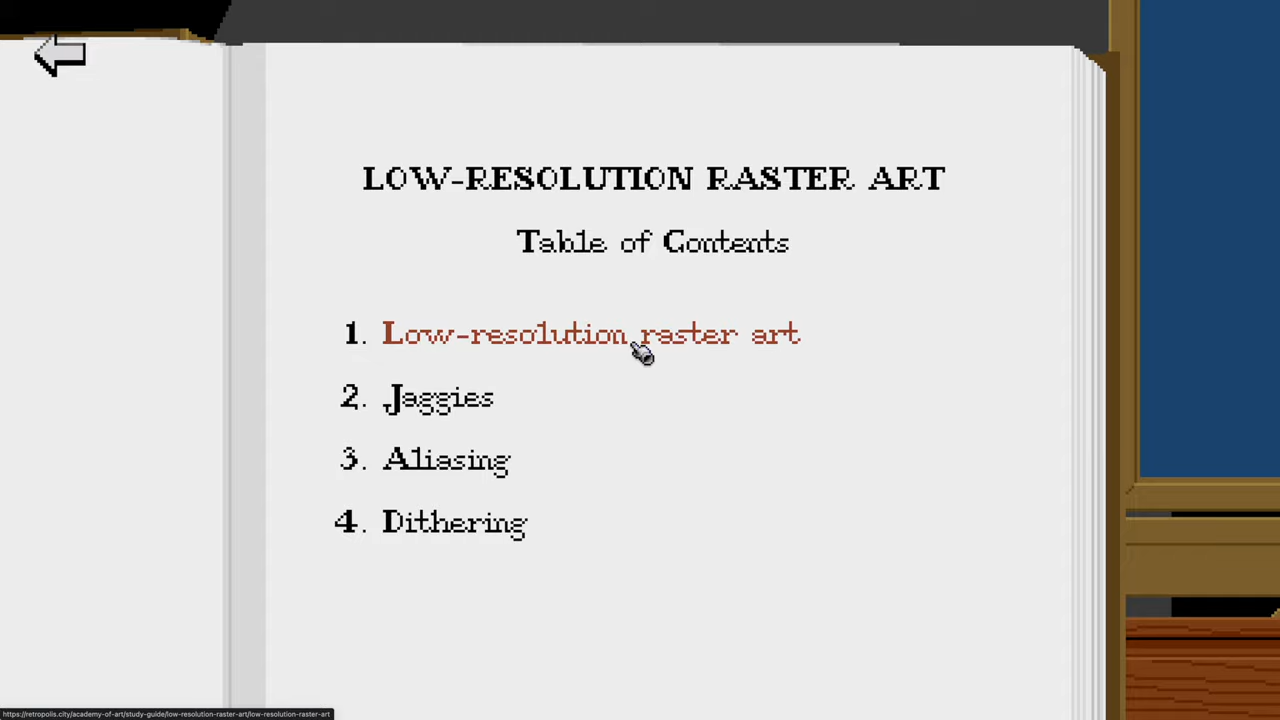 LOW-RESOLUTION RASTER ART
Table of Contents
1. Low-resolution raster art
2. Jaggies
3. Aliasing
4. Dithering
https://retropolis.city/academy-of-art/study-guide/low-resolution-raster-art/low-resolution-raster-art